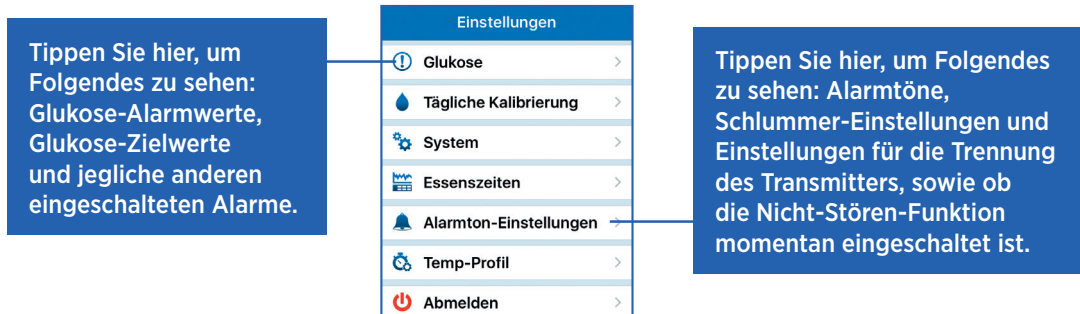 Tippen Sie hier, um
Folgendes zu sehen:
Glukose-Alarmwerte,
Glukose-Zielwerte
und jegliche anderen
eingeschalteten Alarme.
Einstellungen
Glukose
Tägliche Kalibrierung
System
Essenszeiten
Alarmton-Einstellungen
Temp-Profil
Abmelden
Tippen Sie hier, um Folgendes
zu sehen: Alarmtöne,
Schlummer-Einstellungen und
Einstellungen für die Trennung
des Transmitters, sowie ob
die Nicht-Stören-Funktion
momentan eingeschaltet ist.